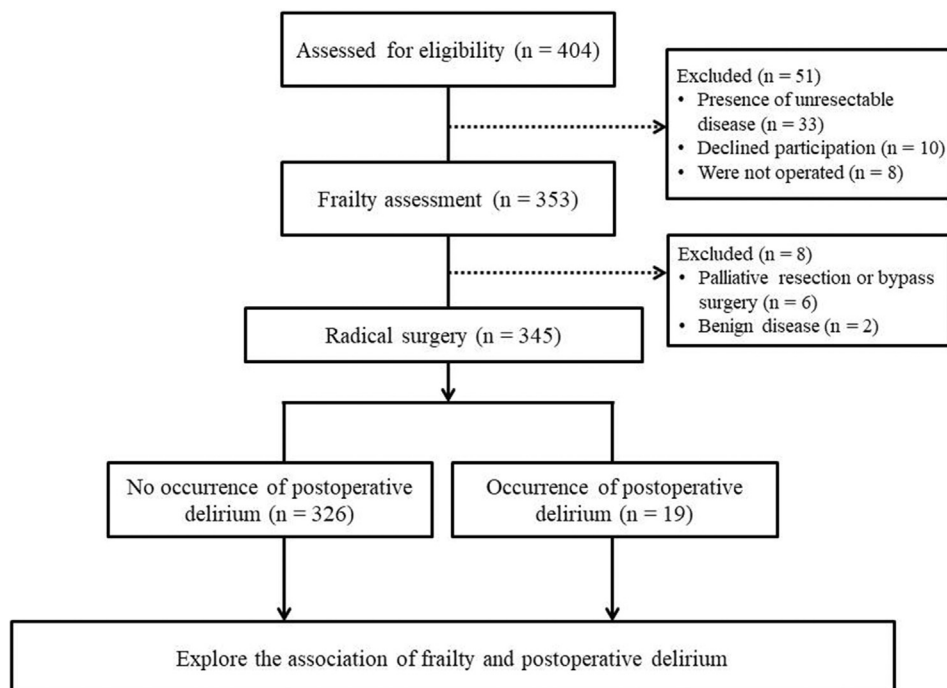 Assessed for eligibility (n = 404)
Excluded (n = 51)
• Presence of unresectable
disease (n = 33)
• Declined participation (n = 10)
• Were not operated (n = 8)
Frailty assessment (n = 353)
Excluded (n = 8)
• Palliative resection or bypass
surgery (n = 6)
• Benign disease (n = 2)
Radical surgery (n = 345)
No occurrence of postoperative
delirium (n = 326)
Occurrence of postoperative
delirium (n = 19)
Explore the association of frailty and postoperative delirium